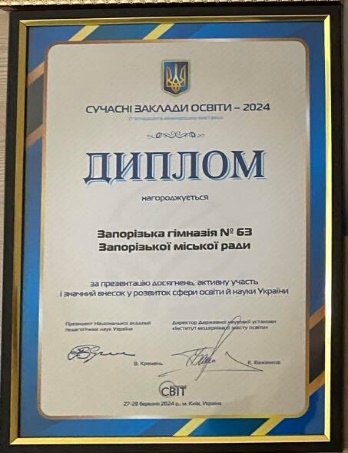 СУЧАСНІ ЗАКЛАДИ ОСВІТИ – 2024
ДИПЛОМ
нагороджується
Запорізька гімназія № 63
Запорізької міської ради
за презентацію досягнень, активну участь
і значний внесок у розвиток сфери освіти й науки України
Президент Національної академії
педагогічних наук України
Директор Державної наукової установи
«Інститут модернізації змісту освіти»
В. Кремень
Є. Баженков
СВІТ
27-29 березня 2024 р., м. Київ, Україна